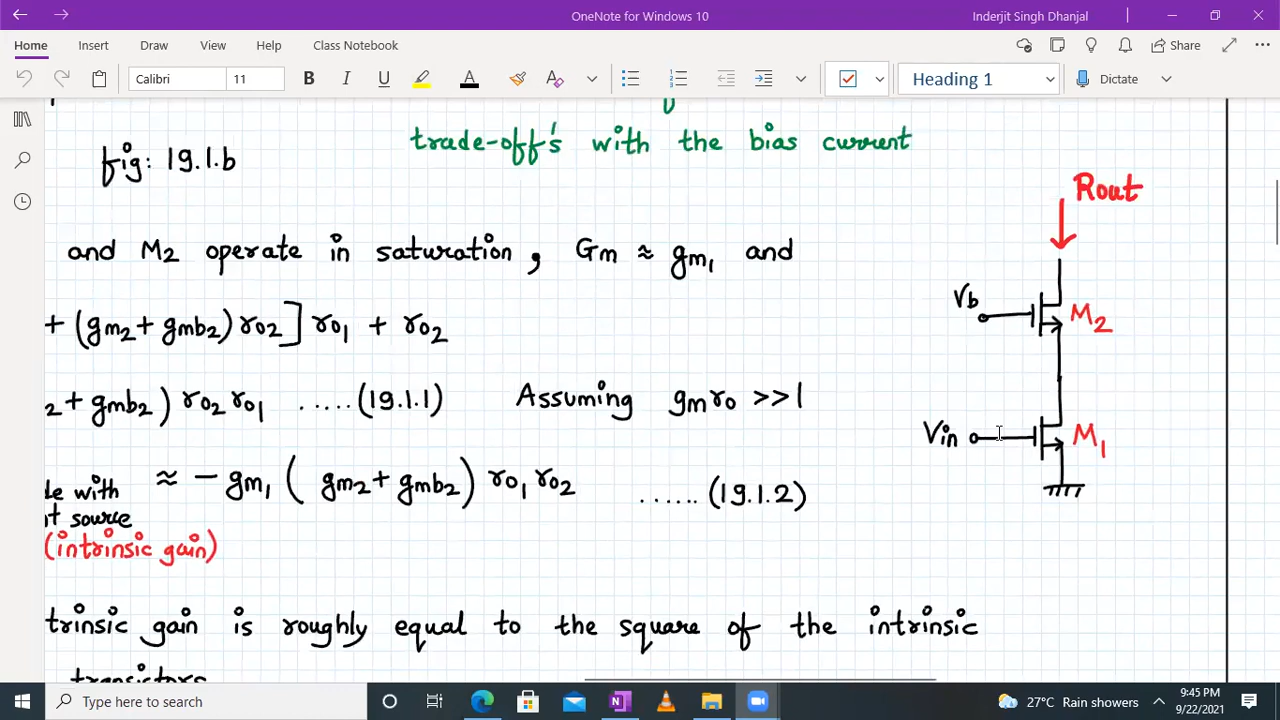 OneNote for Windows 10
Inderjit Singh Dhanjal
Home Insert Draw View Help Class Notebook Share
Calibri 11 B I U A Heading 1 Dictate
trade-off's with the bias current
fig: 19.1.b
Rout
and M2 operate in saturation, Gm ≈ gm1 and
Vb
M2
+ (gm2 + gmb2) ro2] ro1 + ro2
2 + gmb2) ro2 ro1 .....(19.1.1) Assuming gmro >>1
Vin
M1
≈ - gm1 ( gm2 + gmb2) ro1 ro2 ...... (19.1.2)
de with
t source
(intrinsic gain)
trinsic gain is roughly equal to the square of the intrinsic
transistors
Type here to search
27°C Rain showers
9:45 PM
9/22/2021